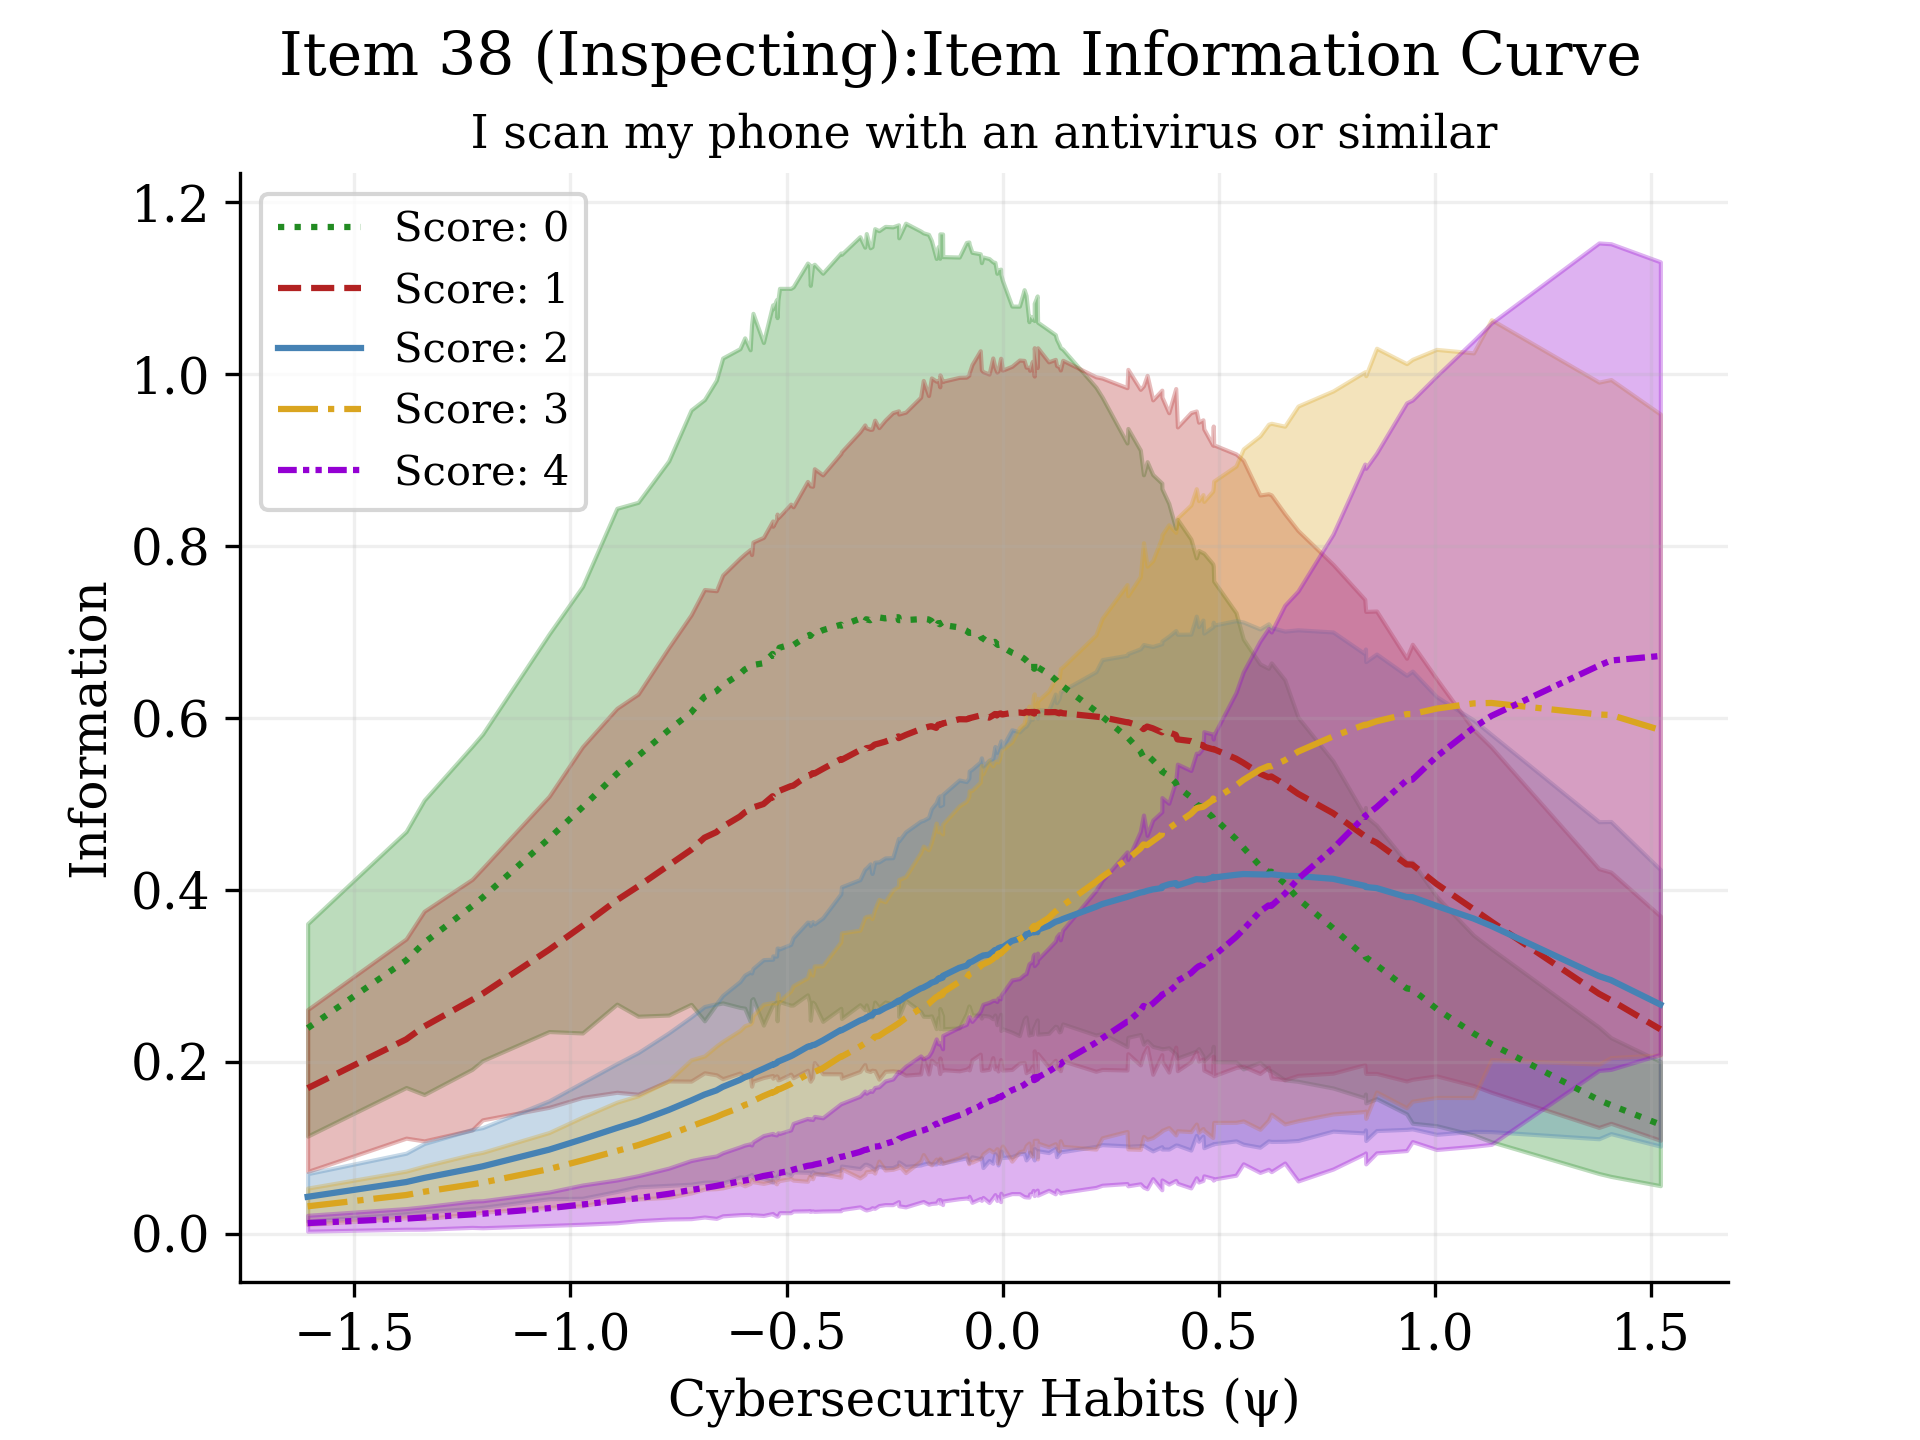 Item 38 (Inspecting):Item Information Curve
I scan my phone with an antivirus or similar
Score: 0
Score: 1
Score: 2
Score: 3
Score: 4
1.2
1.0
0.8
0.6
0.4
0.2
0.0
Information
−1.5 −1.0 −0.5 0.0 0.5 1.0 1.5
Cybersecurity Habits (ψ)